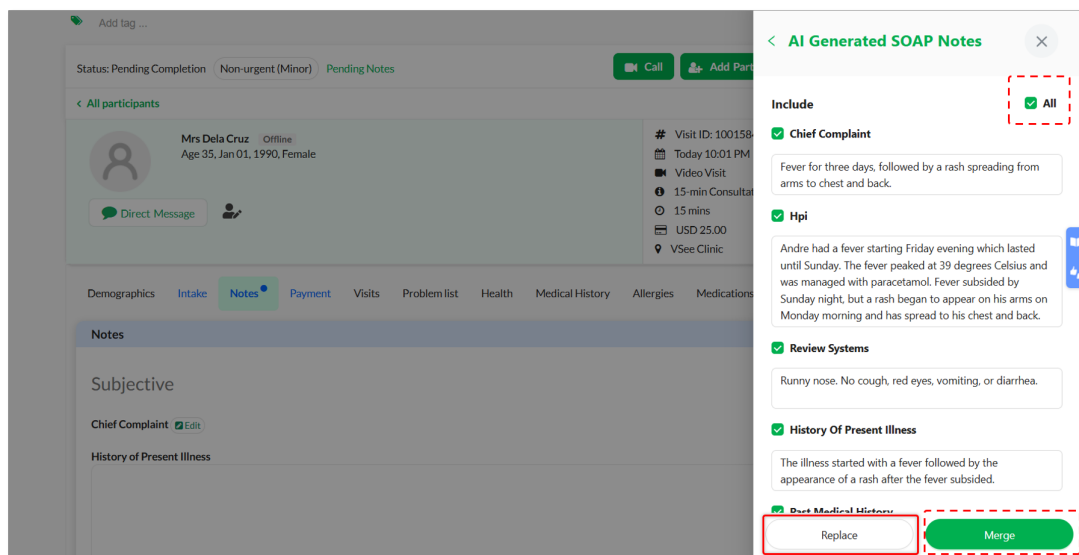 Add tag ...
Status: Pending Completion Non-urgent (Minor) Pending Notes
Call
Add Part
All participants
Mrs Dela Cruz Offline
Age 35, Jan 01, 1990, Female
Direct Message
# Visit ID: 100158
Today 10:01 PM
Video Visit
15-min Consultat
15 mins
USD 25.00
VSee Clinic
Demographics Intake Notes Payment Visits Problem list Health Medical History Allergies Medications
Notes
Subjective
Chief Complaint Edit
History of Present Illness
AI Generated SOAP Notes
Include
All
Chief Complaint
Fever for three days, followed by a rash spreading from
arms to chest and back.
Hpi
Andre had a fever starting Friday evening which lasted
until Sunday. The fever peaked at 39 degrees Celsius and
was managed with paracetamol. Fever subsided by
Sunday night, but a rash began to appear on his arms on
Monday morning and has spread to his chest and back.
Review Systems
Runny nose. No cough, red eyes, vomiting, or diarrhea.
History Of Present Illness
The illness started with a fever followed by the
appearance of a rash after the fever subsided.
Past Medical History
Replace
Merge